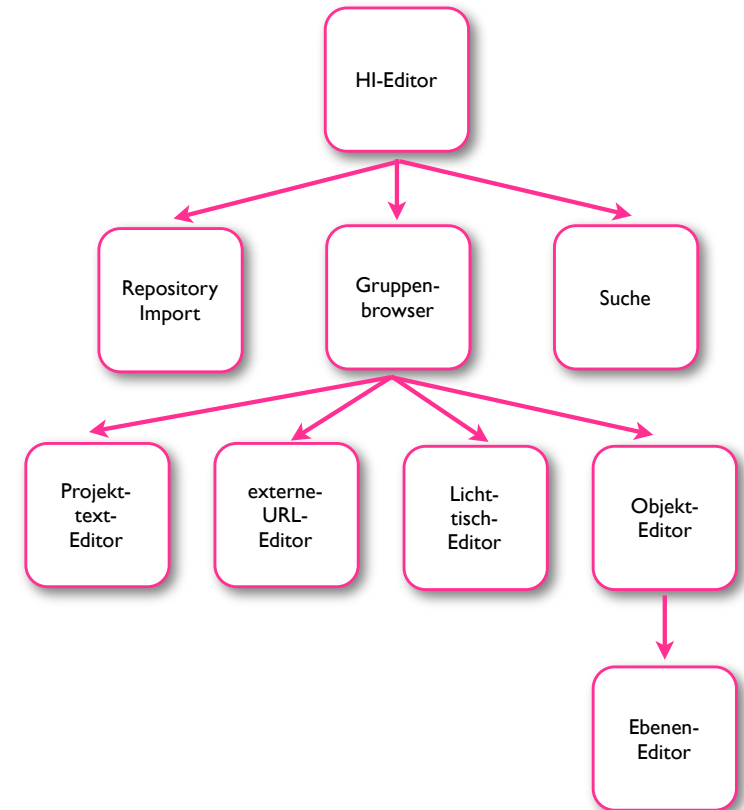 HI-Editor
Repository
Import
Gruppen-
browser
Suche
Projekt-
text-
Editor
externe-
URL-
Editor
Licht-
tisch-
Editor
Objekt-
Editor
Ebenen-
Editor